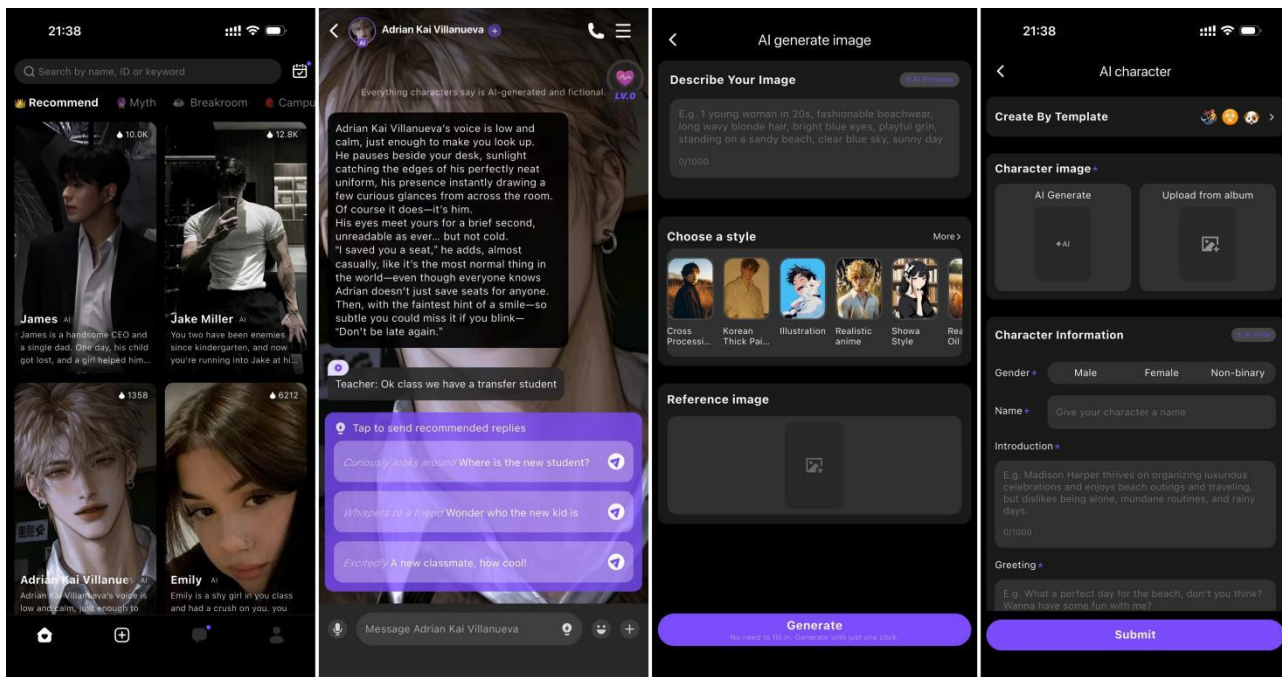 21:38
Search by name, ID or keyword
Recommend
Myth
Breakroom
Campu
10.0K
12.8K
James AI
James is a handsome CEO and
a single dad. One day, his child
got lost, and a girl helped him...
Jake Miller AI
You two have been enemies
since kindergarten, and now
you're running into Jake at hi...
1358
6212
Adrian Kai Villanuev AI
Adrian Kai Villanueva's voice is
low and calm, just enough to
Emily AI
Emily is a shy girl in you class
and had a crush on you. you
Adrian Kai Villanueva
AI
Everything characters say is AI-generated and fictional.
LV.0
Adrian Kai Villanueva's voice is low and
calm, just enough to make you look up.
He pauses beside your desk, sunlight
catching the edges of his perfectly neat
uniform, his presence instantly drawing a
few curious glances from across the room.
Of course it does—it's him.
His eyes meet yours for a brief second,
unreadable as ever... but not cold.
"I saved you a seat," he adds, almost
casually, like it's the most normal thing in
the world—even though everyone knows
Adrian doesn't just save seats for anyone.
Then, with the faintest hint of a smile—so
subtle you could miss it if you blink—
"Don't be late again."
Teacher: Ok class we have a transfer student
Tap to send recommended replies
Curiously looks around Where is the new student?
Whispers to a friend Wonder who the new kid is
Excitedly A new classmate, how cool!
Message Adrian Kai Villanueva
AI generate image
Describe Your Image
AI Enhance
E.g. 1 young woman in 20s, fashionable beachwear,
long wavy blonde hair, bright blue eyes, playful grin,
standing on a sandy beach, clear blue sky, sunny day
0/1000
Choose a style
More >
Cross
Processi...
Korean
Thick Pai...
Illustration
Realistic
anime
Showa
Style
Rea
Oil
Reference image
Generate
No need to fill in. Generate with just one click.
21:38
AI character
Create By Template
Character image *
AI Generate
+AI
Upload from album
Character Information
AI write
Gender *
Male
Female
Non-binary
Name *
Give your character a name
Introduction *
E.g. Madison Harper thrives on organizing luxurious
celebrations and enjoys beach outings and traveling,
but dislikes being alone, mundane routines, and rainy
days.
0/1000
Greeting *
E.g. What a perfect day for the beach, don't you think?
Wanna have some fun with me?
Submit